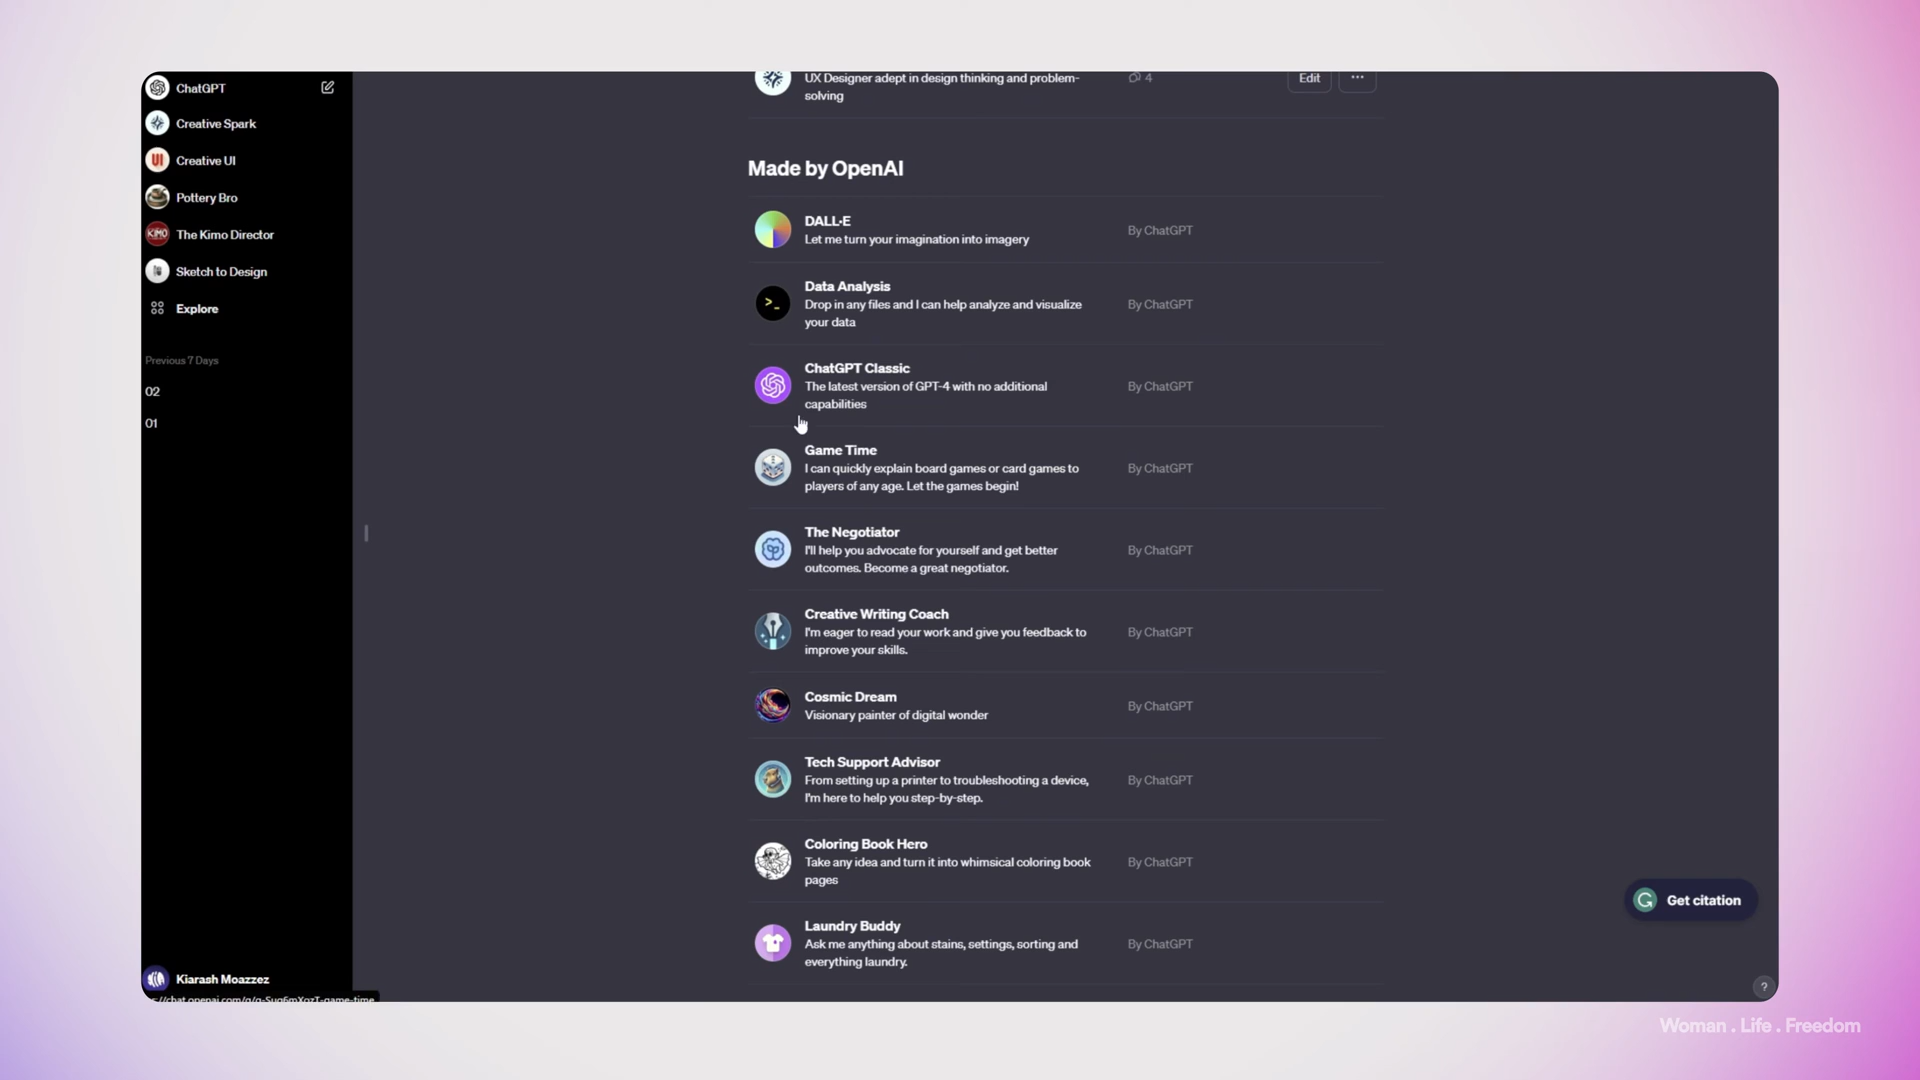 ChatGPT
Creative Spark
UI
Creative UI
Pottery Bro
KIMO
The Kimo Director
Sketch to Design
Explore
Previous 7 Days
02
01
Kiarash Moazzez
UX Designer adept in design thinking and problem-
solving
4
Edit
Made by OpenAI
DALL·E
Let me turn your imagination into imagery
By ChatGPT
>_
Data Analysis
Drop in any files and I can help analyze and visualize
your data
By ChatGPT
ChatGPT Classic
The latest version of GPT-4 with no additional
capabilities
By ChatGPT
Game Time
I can quickly explain board games or card games to
players of any age. Let the games begin!
By ChatGPT
The Negotiator
I'll help you advocate for yourself and get better
outcomes. Become a great negotiator.
By ChatGPT
Creative Writing Coach
I'm eager to read your work and give you feedback to
improve your skills.
By ChatGPT
Cosmic Dream
Visionary painter of digital wonder
By ChatGPT
Tech Support Advisor
From setting up a printer to troubleshooting a device,
I'm here to help you step-by-step.
By ChatGPT
Coloring Book Hero
Take any idea and turn it into whimsical coloring book
pages
By ChatGPT
Laundry Buddy
Ask me anything about stains, settings, sorting and
everything laundry.
By ChatGPT
Get citation
?
Woman . Life . Freedom